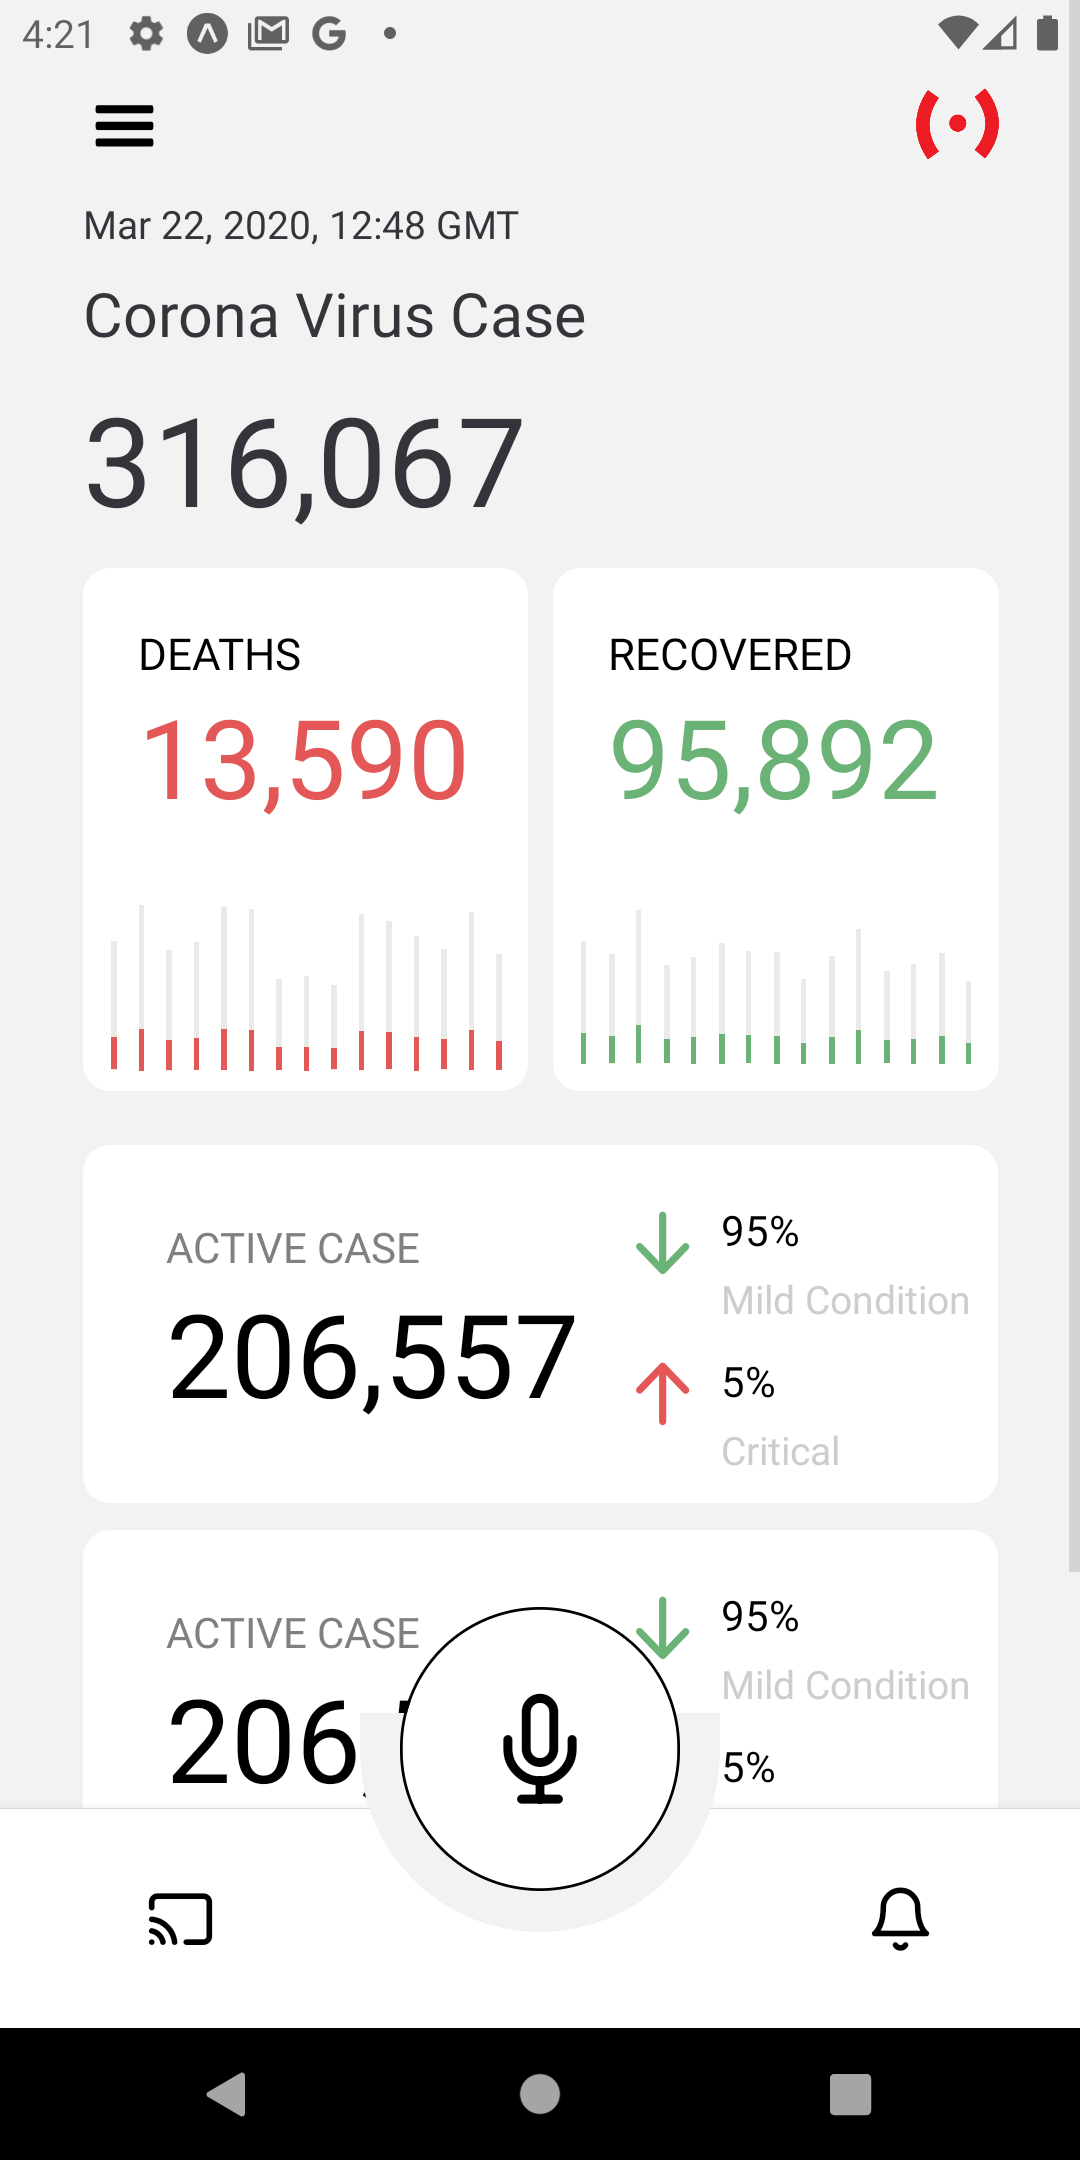 4:21
Mar 22, 2020, 12:48 GMT
Corona Virus Case
316,067
DEATHS
13,590
RECOVERED
95,892
ACTIVE CASE
206,557
95%
Mild Condition
5%
Critical
ACTIVE CASE
206,
95%
Mild Condition
5%